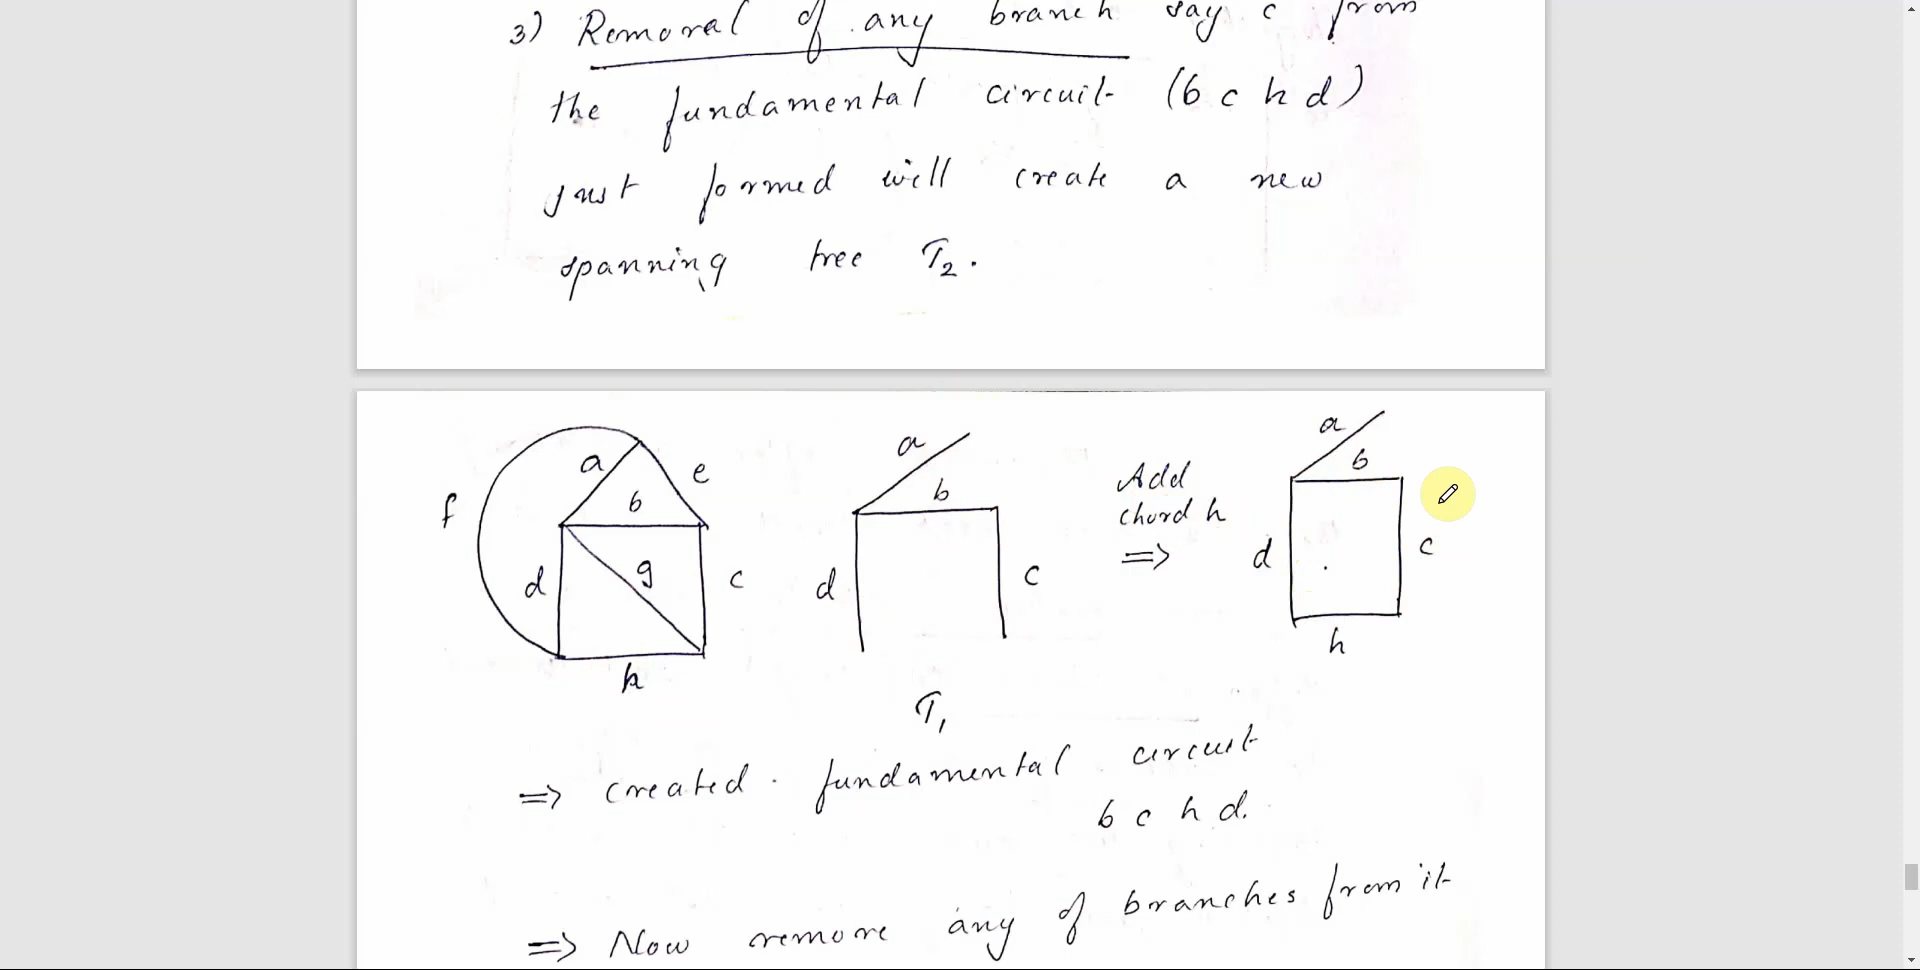 3) Removal of any branch say c from
the fundamental circuit (b c h d)
just formed will create a new
spanning tree T₂.
f
a
e
b
d
g
c
h
a
b
d
c
T₁
Add
chord h
=>
a
b
d
c
h
=> created fundamental circuit
b c h d.
=> Now remove any of branches from it